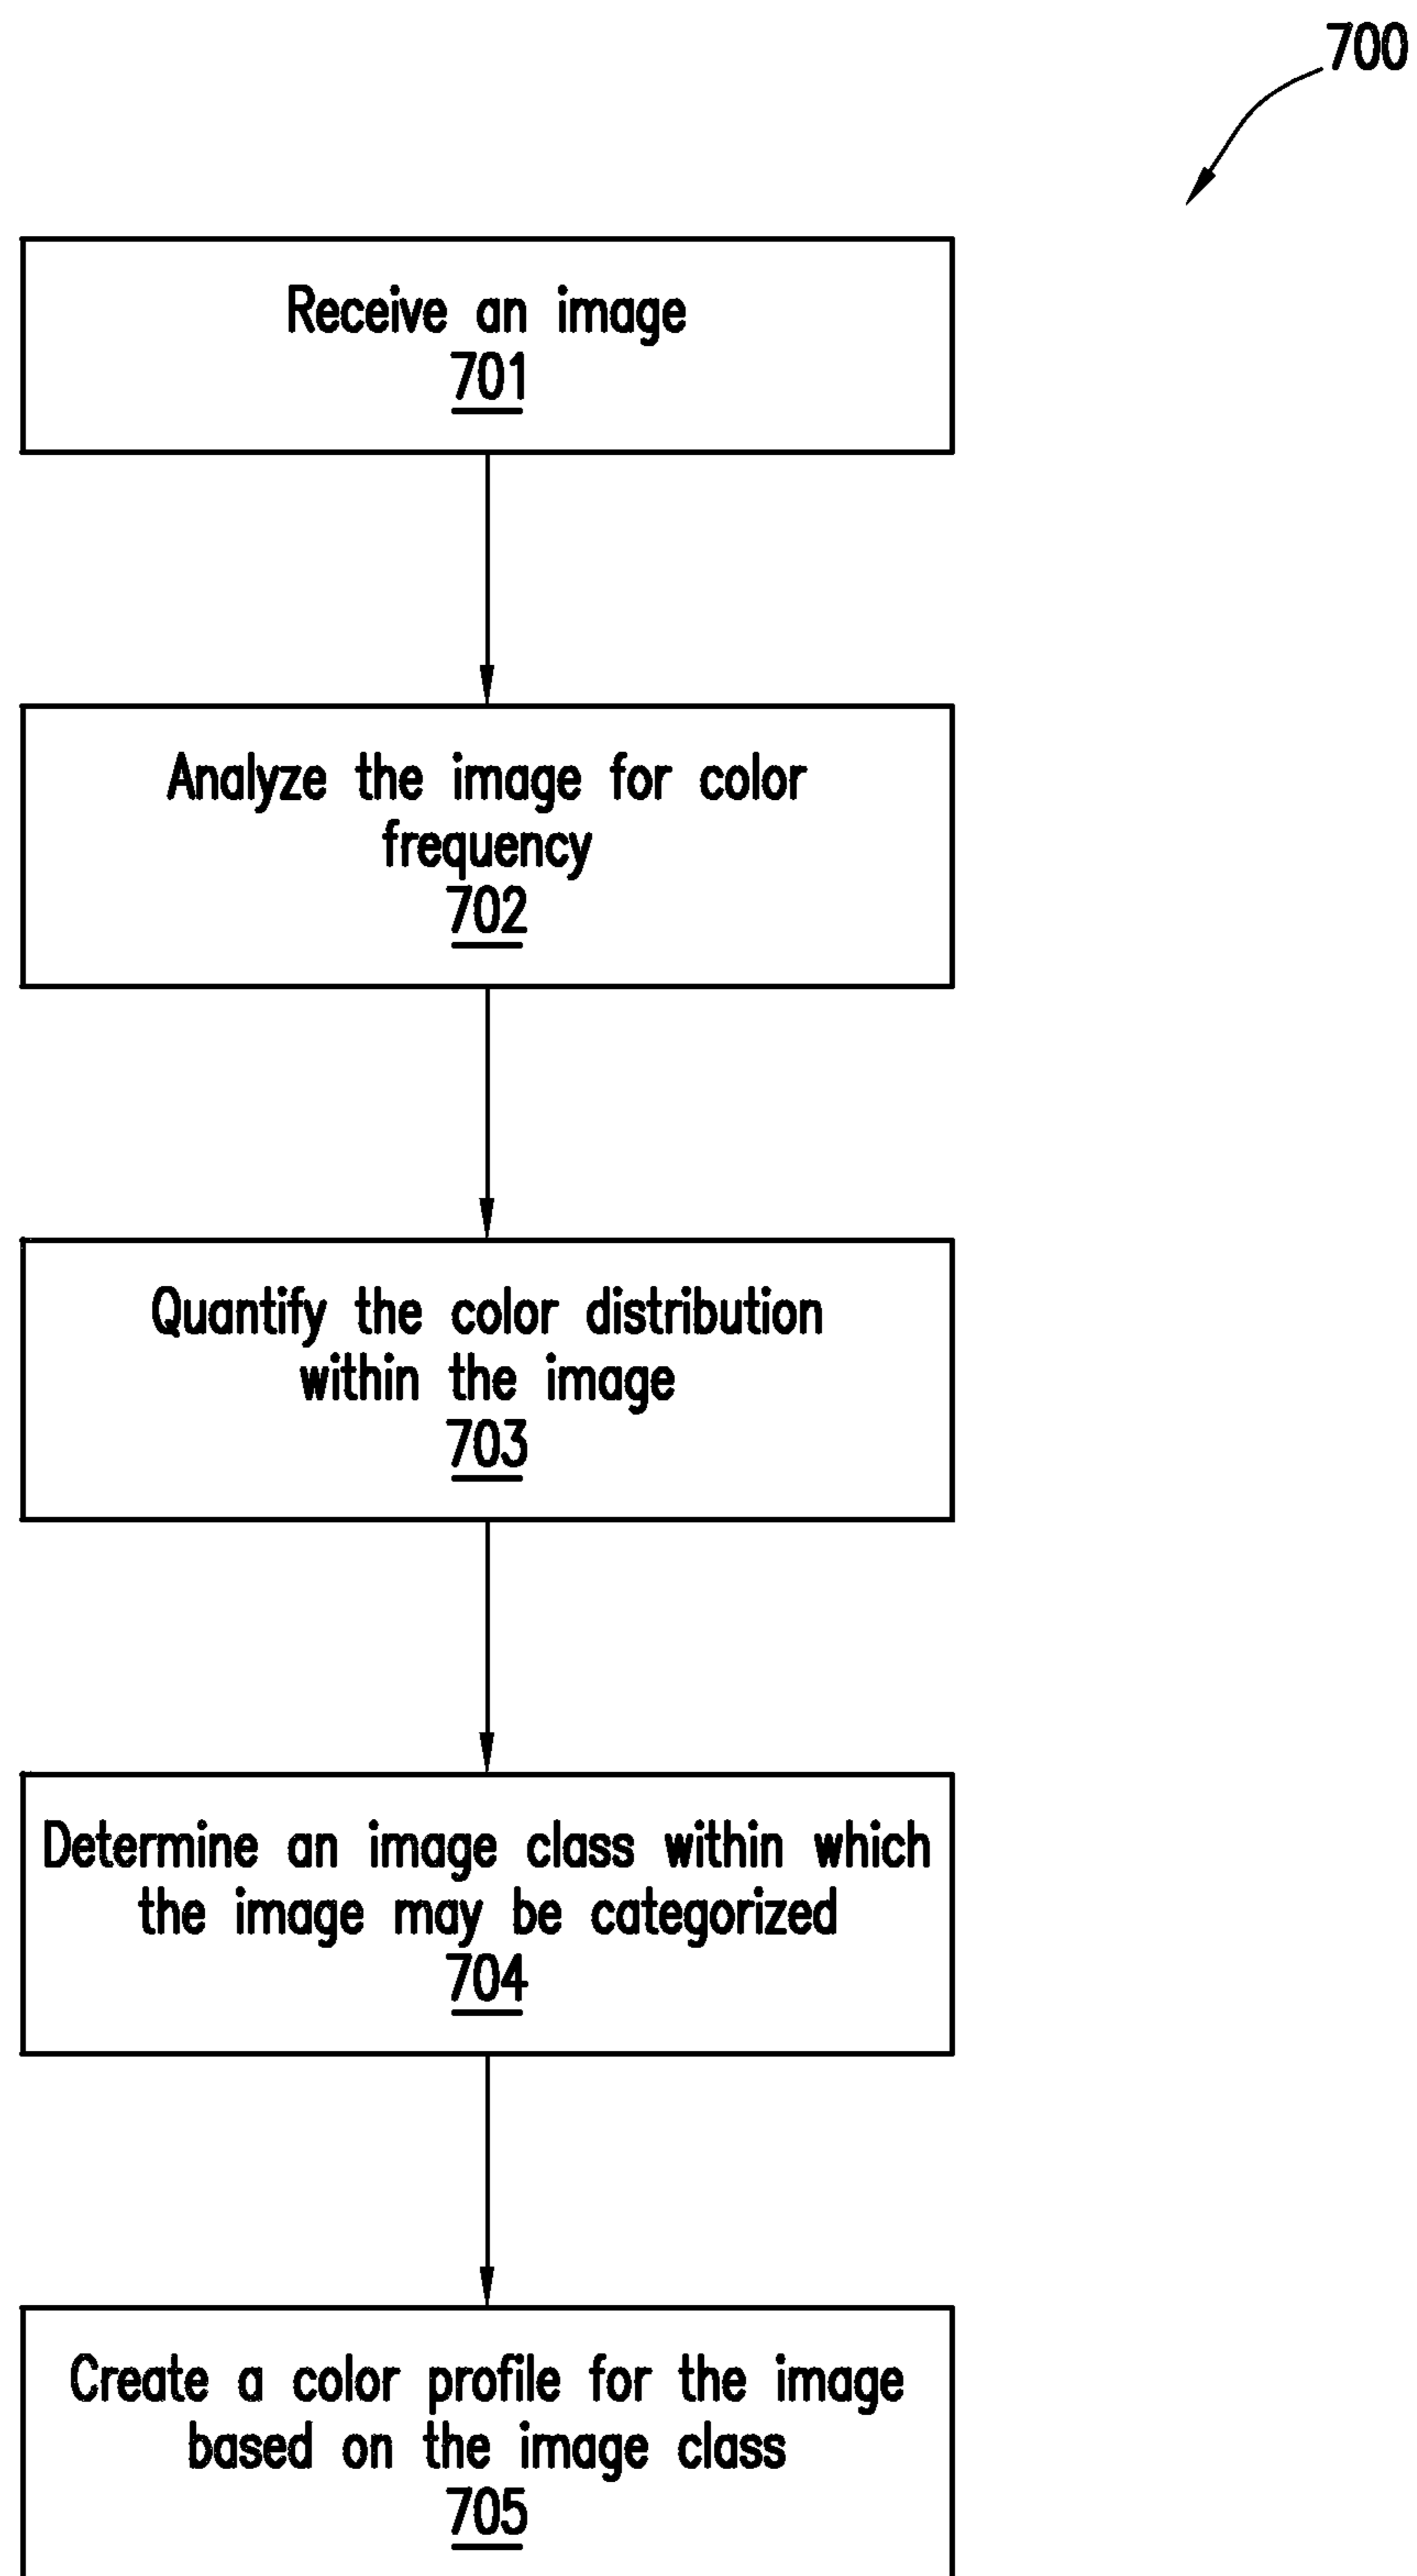 700
Receive an image
701
Analyze the image for color
frequency
702
Quantify the color distribution
within the image
703
Determine an image class within which
the image may be categorized
704
Create a color profile for the image
based on the image class
705